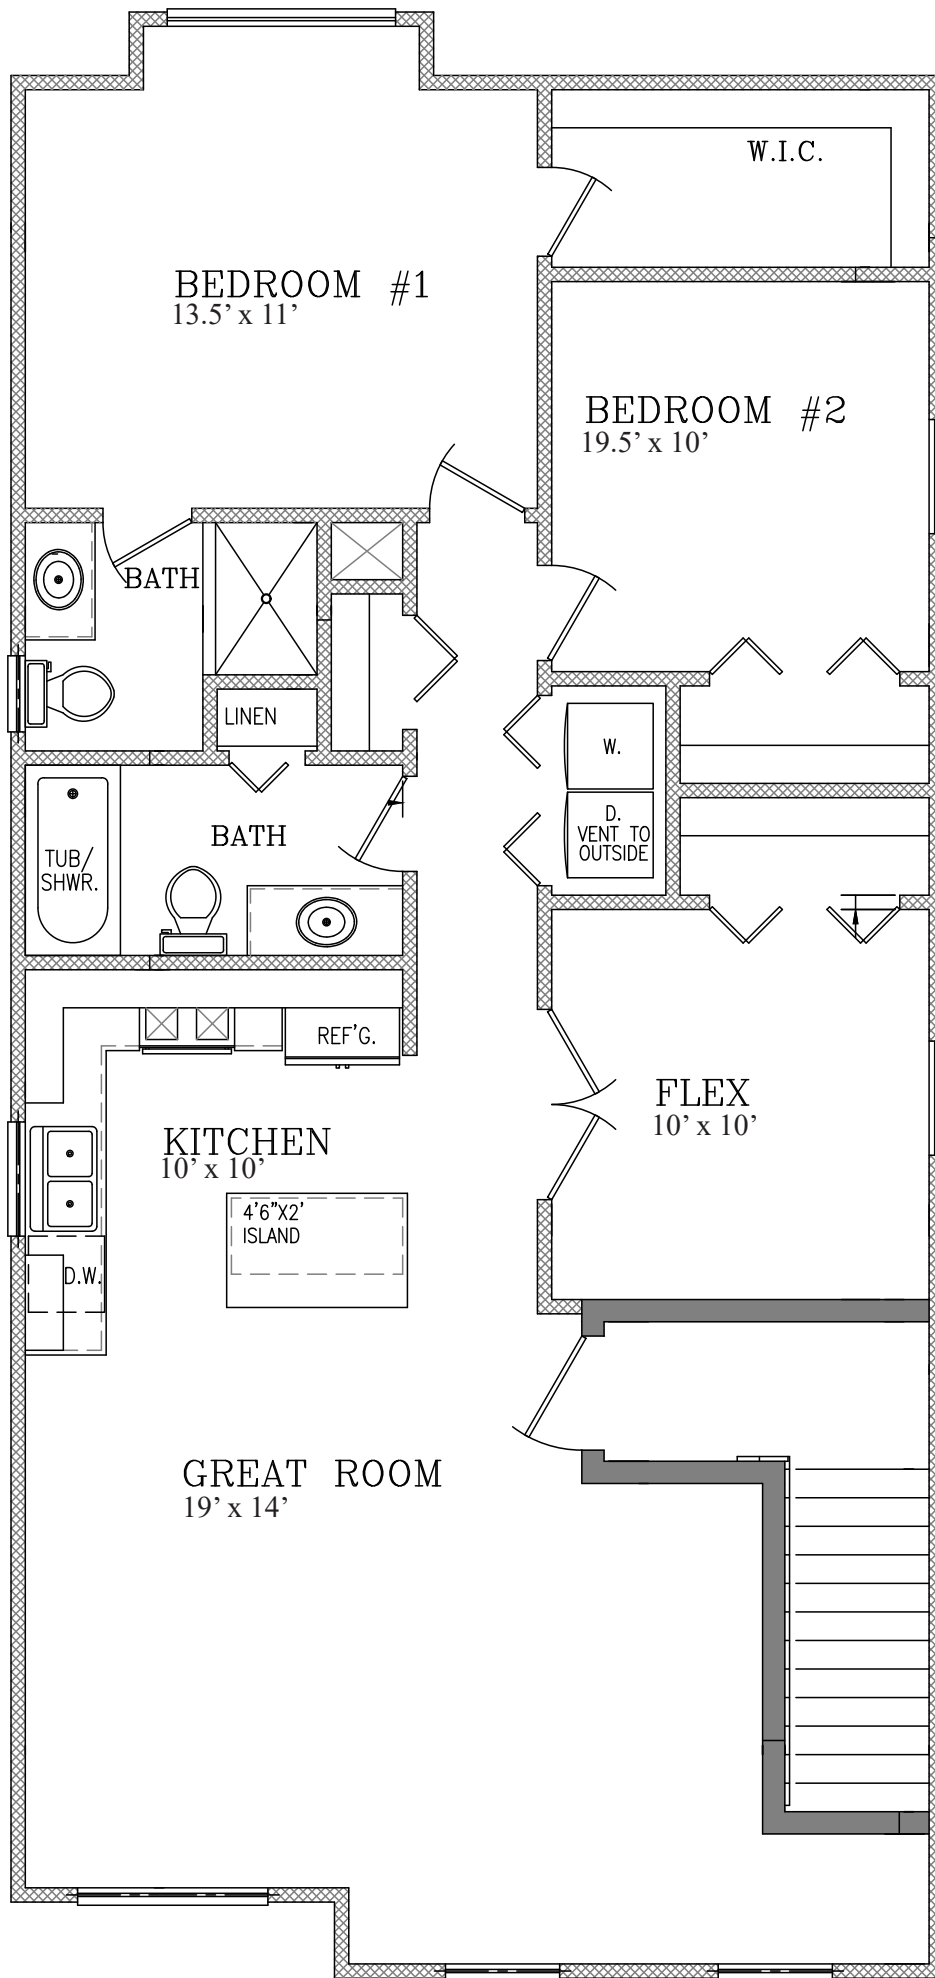 W.I.C.
BEDROOM #1
13.5’ x 11’
BEDROOM #2
19.5’ x 10’
BATH
LINEN
W.
D.
VENT TO
OUTSIDE
BATH
TUB/
SHWR.
REF'G.
FLEX
10’ x 10’
KITCHEN
10’ x 10’
4'6"X2'
ISLAND
D.W.
GREAT ROOM
19’ x 14’